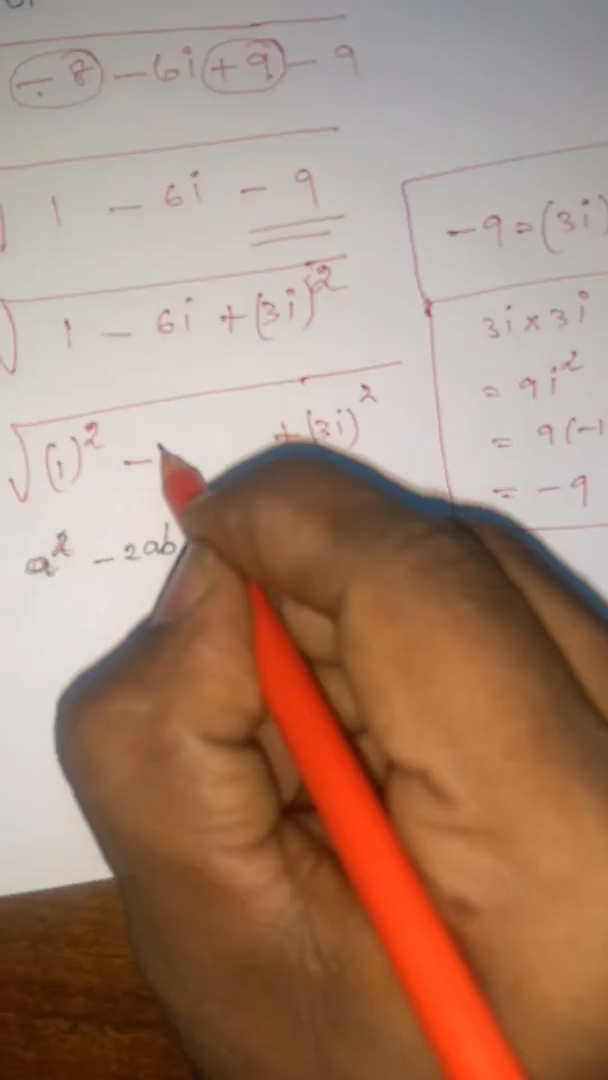 - 8 - 6i + 9 - 9
√ 1 - 6i - 9
√ 1 - 6i + (3i)²
√ (1)² - + (3i)²
a² - 2ab
-9 = (3i)
3i × 3i
= 9i²
= 9(-1
= -9